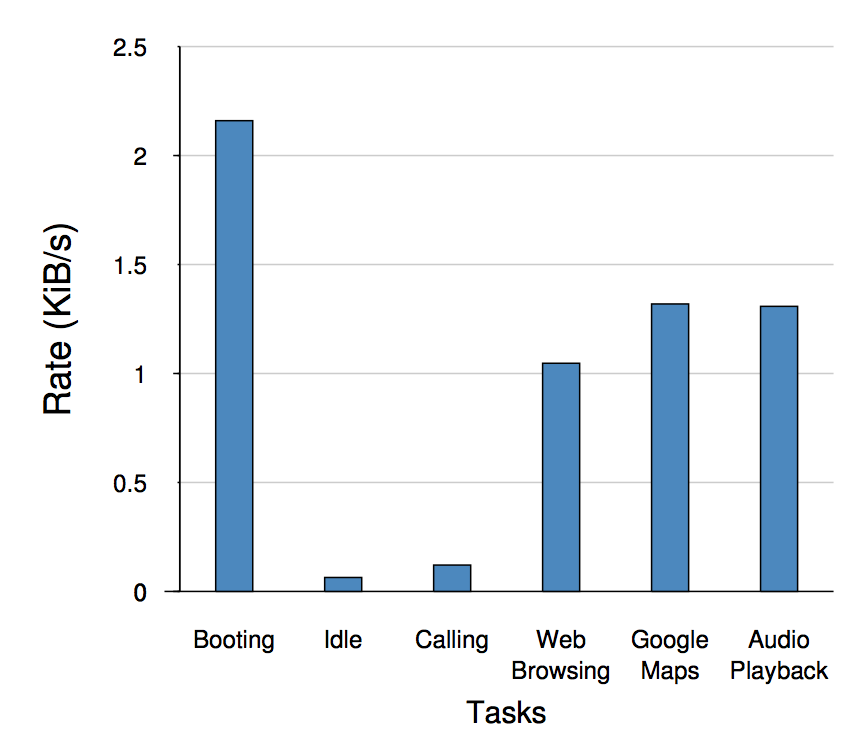 2.5
2
1.5
1
0.5
0
Rate (KiB/s)
Booting
Idle
Calling
Web
Browsing
Google
Maps
Audio
Playback
Tasks